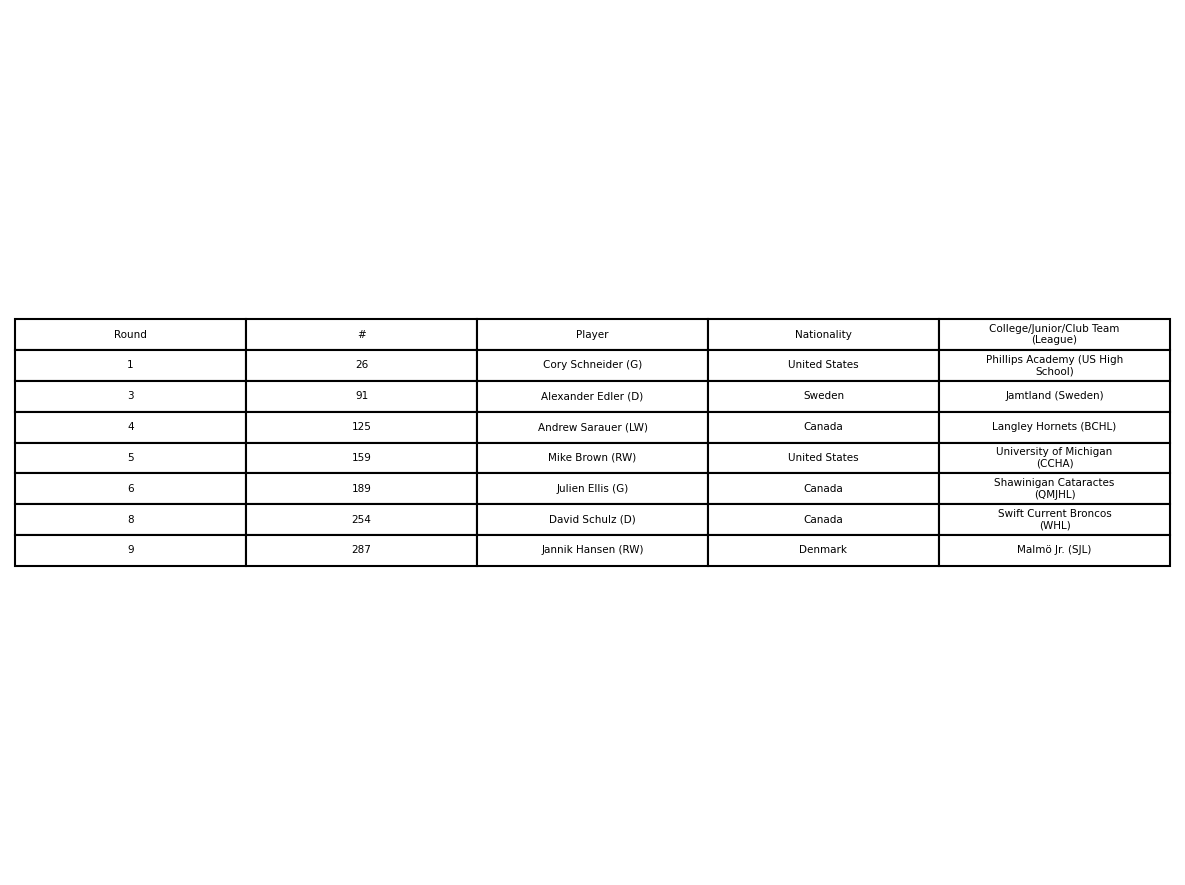 Round # Player Nationality College/Junior/Club Team
(League)
1 26 Cory Schneider (G) United States Phillips Academy (US High
School)
3 91 Alexander Edler (D) Sweden Jamtland (Sweden)
4 125 Andrew Sarauer (LW) Canada Langley Hornets (BCHL)
5 159 Mike Brown (RW) United States University of Michigan
(CCHA)
6 189 Julien Ellis (G) Canada Shawinigan Cataractes
(QMJHL)
8 254 David Schulz (D) Canada Swift Current Broncos
(WHL)
9 287 Jannik Hansen (RW) Denmark Malmö Jr. (SJL)